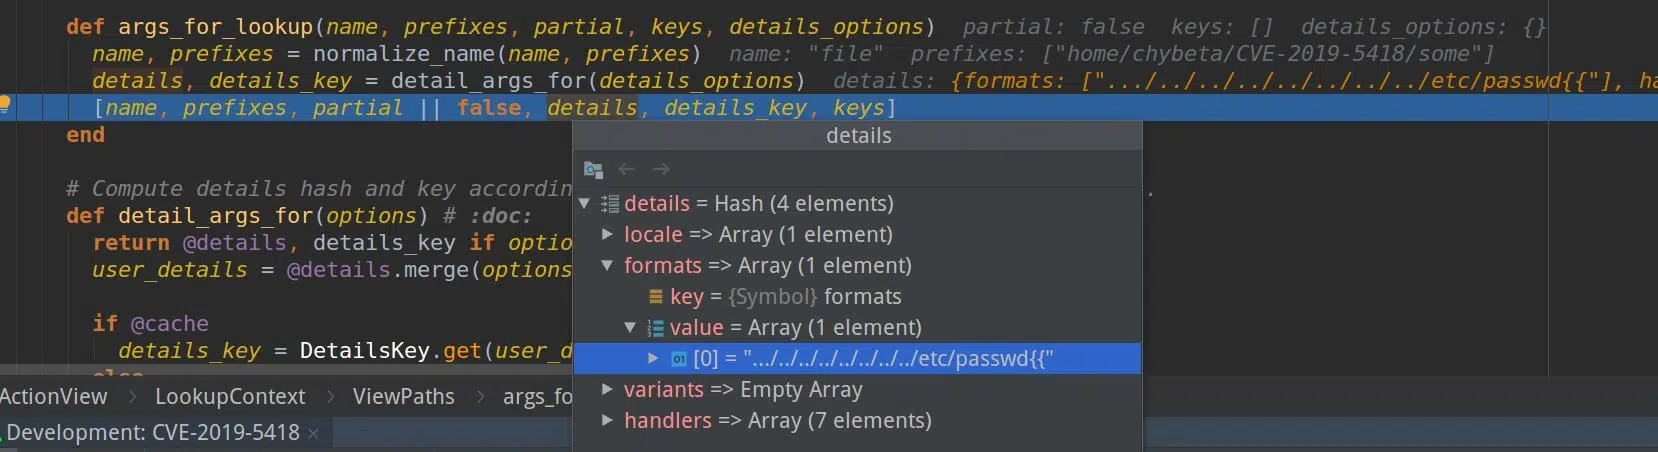 def args_for_lookup(name, prefixes, partial, keys, details_options) partial: false keys: [] details_options: {}
name, prefixes = normalize_name(name, prefixes) name: "file" prefixes: ["home/chybeta/CVE-2019-5418/some"]
details, details_key = detail_args_for(details_options) details: {formats: [".../../../../../../../../etc/passwd{{"], ha
[name, prefixes, partial || false, details, details_key, keys]
end
details
# Compute details hash and key accordin
.
def detail_args_for(options) # :doc:
return @details, details_key if optio
user_details = @details.merge(options
if @cache
details_key = DetailsKey.get(user_d
else
details = Hash (4 elements)
locale => Array (1 element)
formats => Array (1 element)
key = {Symbol} formats
value = Array (1 element)
[0] = ".../../../../../../../../etc/passwd{{"
variants => Empty Array
handlers => Array (7 elements)
ActionView LookupContext ViewPaths args_fo
Development: CVE-2019-5418